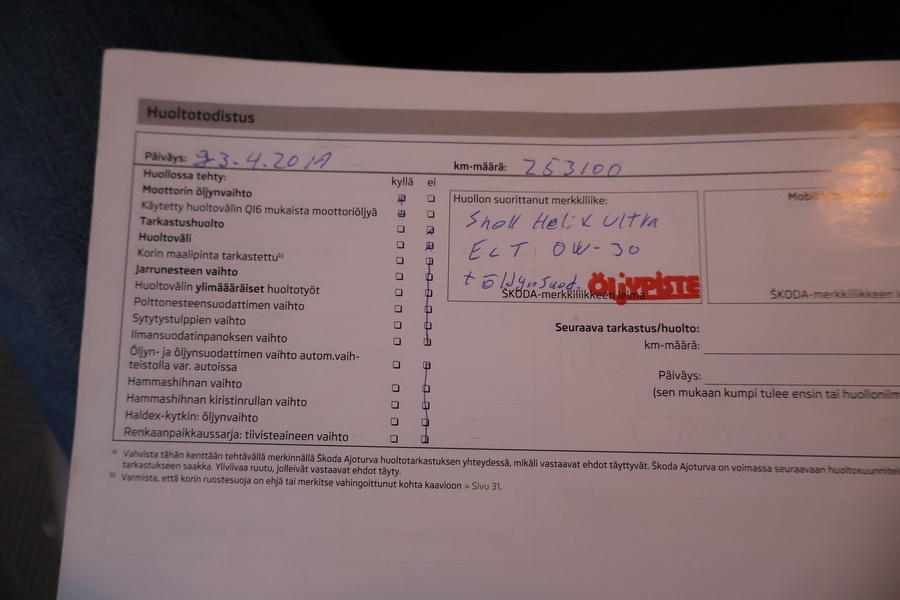 Huoltotodistus
Päiväys: 23.4.2019
km-määrä: 253100
Huollossa tehty:
kyllä ei
Moottorin öljynvaihto
Käytetty huoltovälin QI6 mukaista moottoriöljyä
Tarkastushuolto
Huoltoväli
Korin maalipinta tarkastettu b)
Jarrunesteen vaihto
Huoltovälin ylimääräiset huoltotyöt
Polttonesteensuodattimen vaihto
Sytytystulppien vaihto
Ilmansuodatinpanoksen vaihto
Öljyn- ja öljynsuodattimen vaihto autom.vaih-
teistolla var. autoissa
Hammashihnan vaihto
Hammashihnan kiristinrullan vaihto
Haldex-kytkin: öljynvaihto
Renkaanpaikkaussarja: tiivisteaineen vaihto
Huollon suorittanut merkkiliike:
Shell Helix Ultra
ECT 0W-30
+ öljynsuod. ÖljyPISTE
ŠKODA-merkkiliikkeen leima
ŠKODA-merkkiliikkeen
Seuraava tarkastus/huolto:
km-määrä:
Päiväys:
(sen mukaan kumpi tulee ensin tai
a) Vahvista tähän kenttään tehtävällä merkinnällä Škoda Ajoturva huoltotarkastuksen yhteydessä, mikäli vastaavat ehdot täyttyvät. Škoda Ajoturva on voimassa seuraavaan
tarkastukseen saakka. Yliviivaa ruutu, jolleivät vastaavat ehdot täyty.
b) Varmista, että korin ruostesuoja on ehjä tai merkitse vahingoittunut kohta kaavioon » Sivu 31.